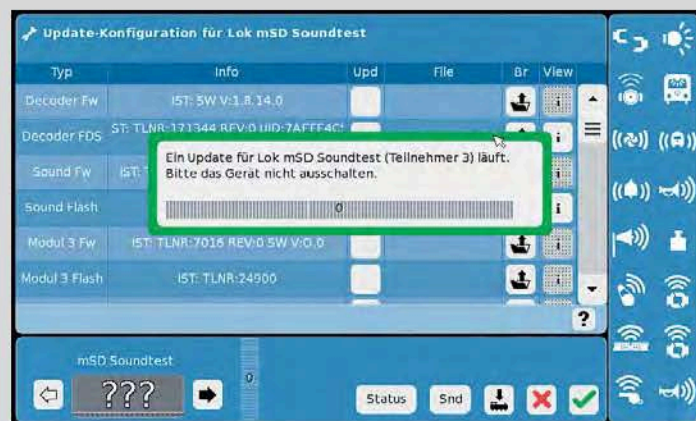 Update-Konfiguration für Lok mSD Soundtest
Typ Info Upd File Br View
Decoder Fw IST: SW V:1.8.14.0 i
Decoder FDS ST: TLNR:171344 REV:0 i
Ein Update für Lok mSD Soundtest (Teilnehmer 3) läuft.
Bitte das Gerät nicht ausschalten.
0
Sound Fw IST:
Sound Flash i
Modul 3 Fw IST: TLNR:7016 REV:0 SW V:0.0 i
Modul 3 Flash IST: TLNR:24900 i
?
mSD Soundtest
??? 0
Status Snd